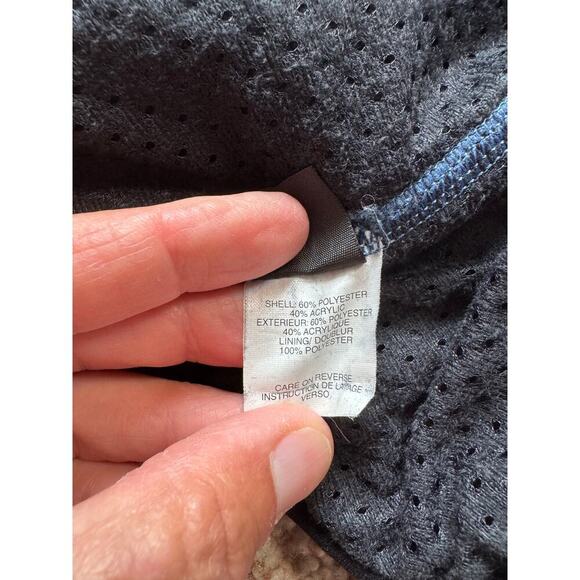 SHELL: 60% POLYESTER
40% ACRYLIC
EXTERIEUR: 60% POLYESTER
40% ACRYLIQUE
LINING/ DOUBLUR
100% POLYESTER
CARE ON REVERSE
INSTRUCTION DE LAVAGE
VERSO.